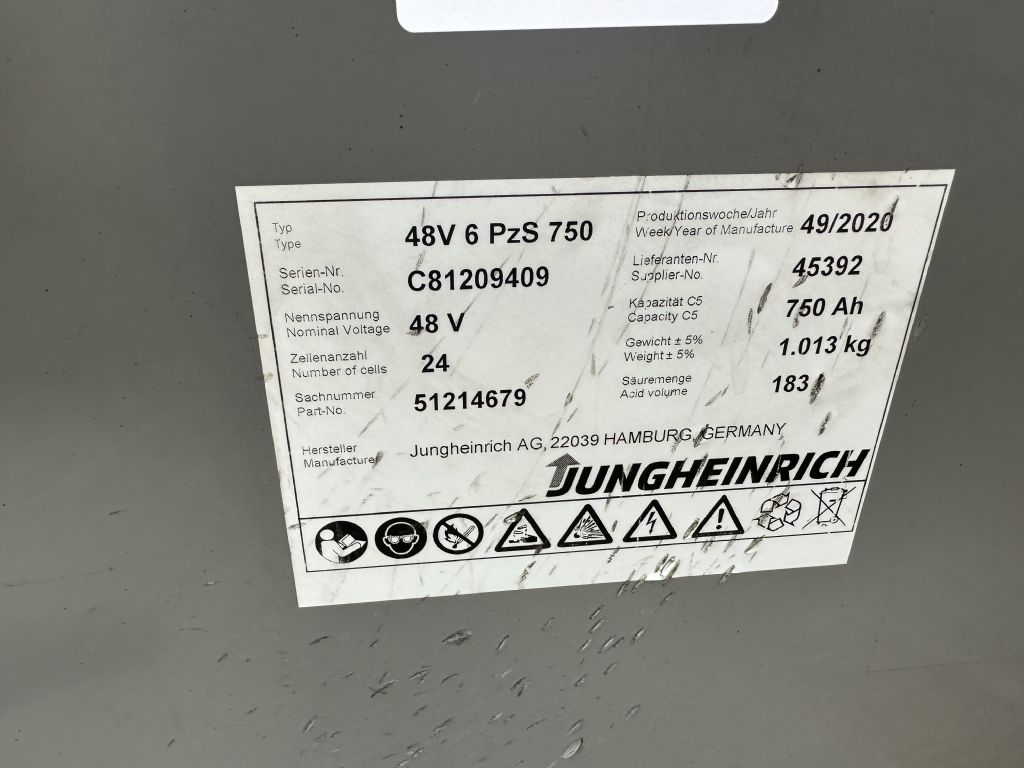 Typ
Type
48V 6 PzS 750
Produktionswoche/Jahr
Week/Year of Manufacture
49/2020
Serien-Nr.
Serial-No.
C81209409
Lieferanten-Nr.
Supplier-No.
45392
Nennspannung
Nominal Voltage
48 V
Kapazität C5
Capacity C5
750 Ah
Zellenanzahl
Number of cells
24
Gewicht ± 5%
Weight ± 5%
1.013 kg
Sachnummer
Part-No.
51214679
Säuremenge
Acid volume
183 l
Hersteller
Manufacturer
Jungheinrich AG, 22039 HAMBURG, GERMANY
JUNGHEINRICH